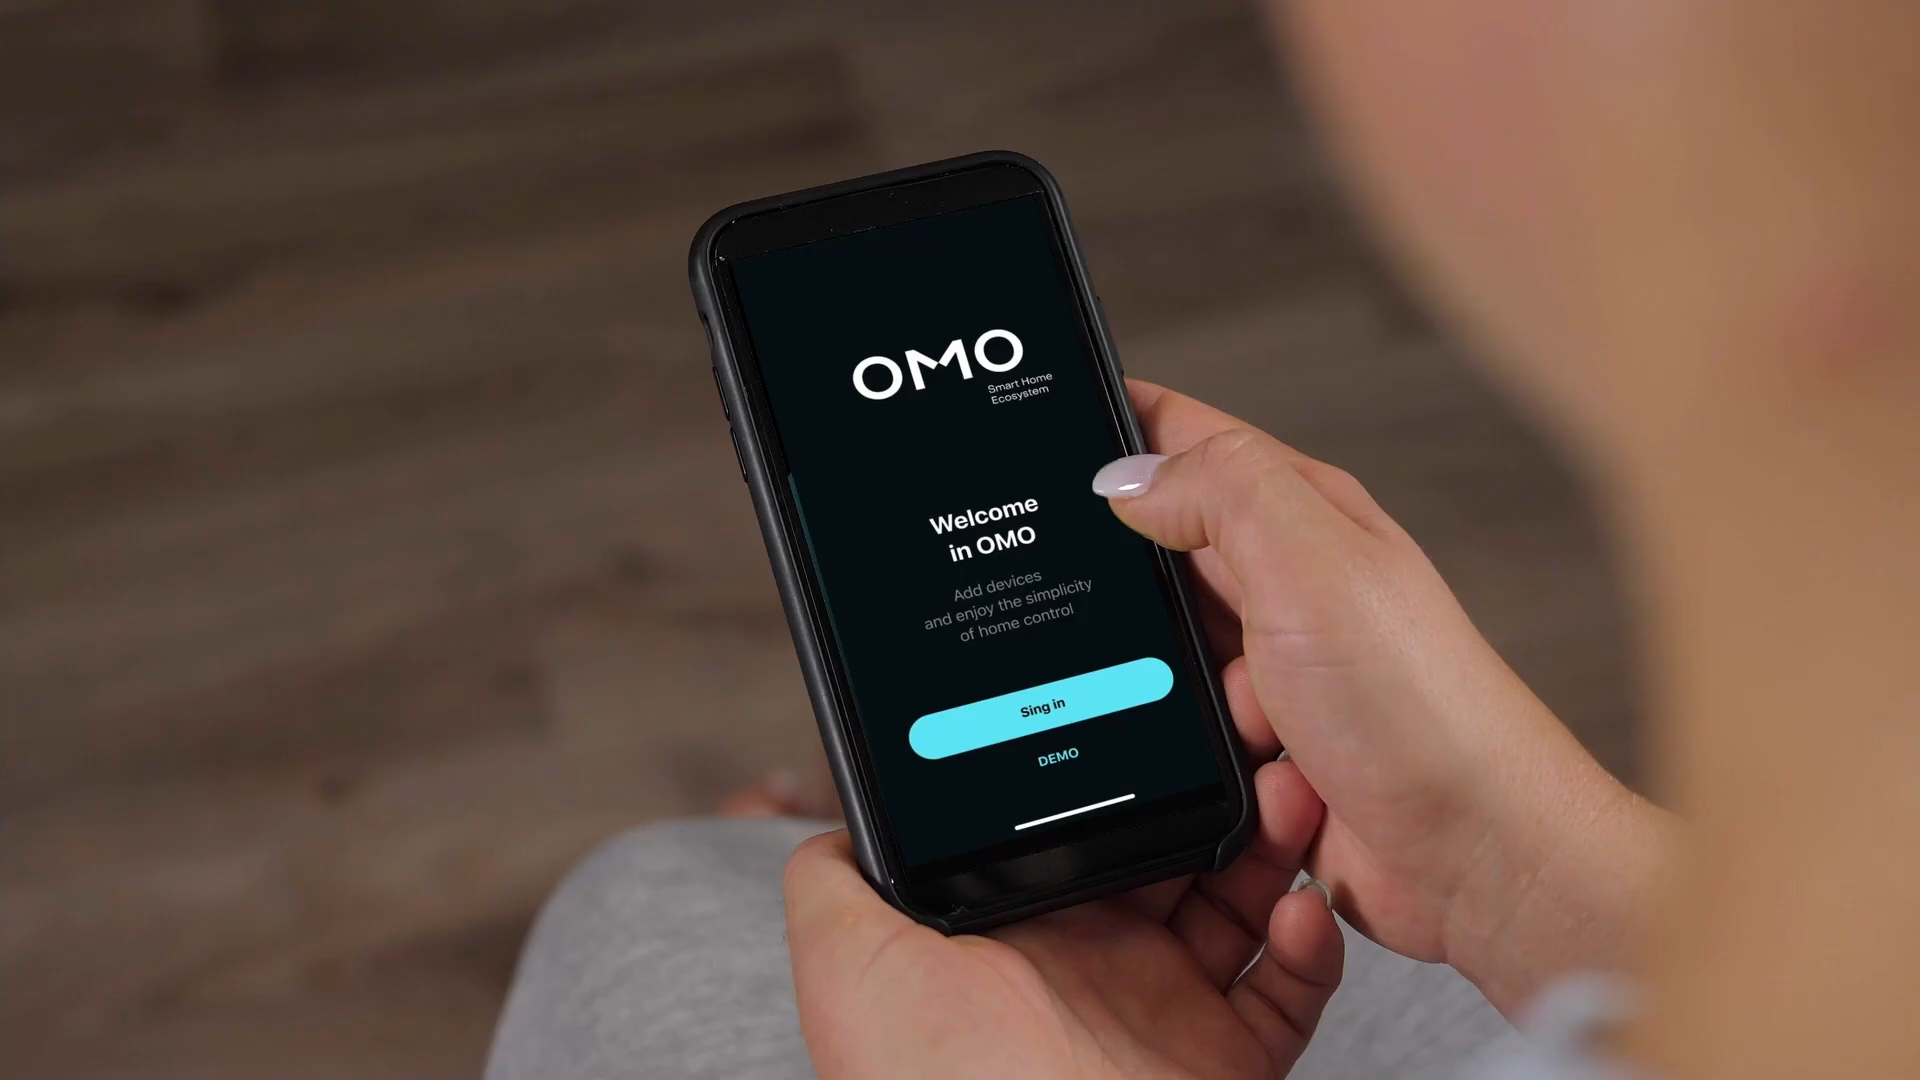 OMO
Smart Home
Ecosystem
Welcome
in OMO
Add devices
and enjoy the simplicity
of home control
Sing in
DEMO